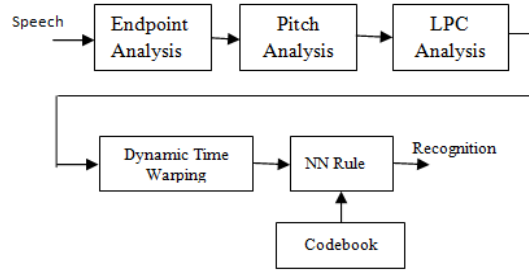 Speech
Endpoint
Analysis
Pitch
Analysis
LPC
Analysis
Dynamic Time
Warping
NN Rule
Recognition
Codebook